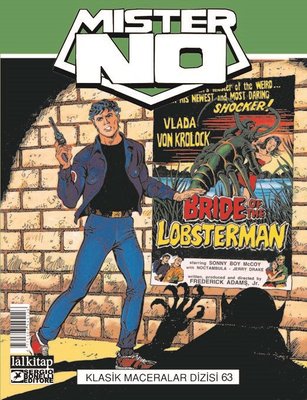 MISTER
NO
MASTER of the WEIRD...
HIS NEWEST and MOST DARING
SHOCKER!
VLADA
VON KROLOCK
BRIDE OF THE
LOBSTERMAN
starring SONNY BOY McCOY
with NOCTAMBULA - JERRY DRAKE
written, produced and directed by
FREDERICK ADAMS, Jr.
lalkitap
SERGIO
BONELLI
EDITORE
KLASİK MACERALAR DİZİSİ 63